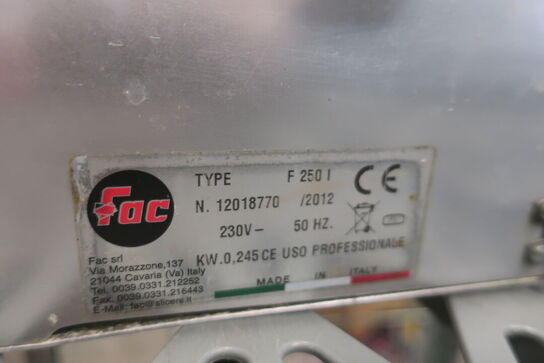 Fac
TYPE F 250 I CE
N. 12018770 /2012
230V~ 50 HZ.
KW.0,245 CE USO PROFESSIONALE
Fac srl
Via Morazzone,137
21044 Cavaria (Va) Italy
Tel. 0039.0331.212252
Fax. 0039.0331.216443
E-Mail: fac@slicers.it
MADE IN ITALY